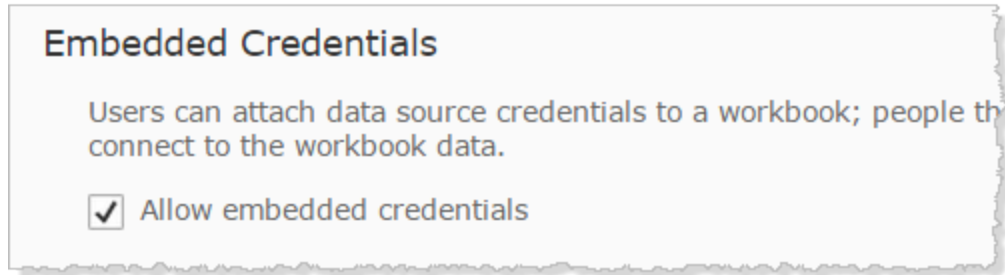 Embedded Credentials
Users can attach data source credentials to a workbook; people th
connect to the workbook data.
Allow embedded credentials